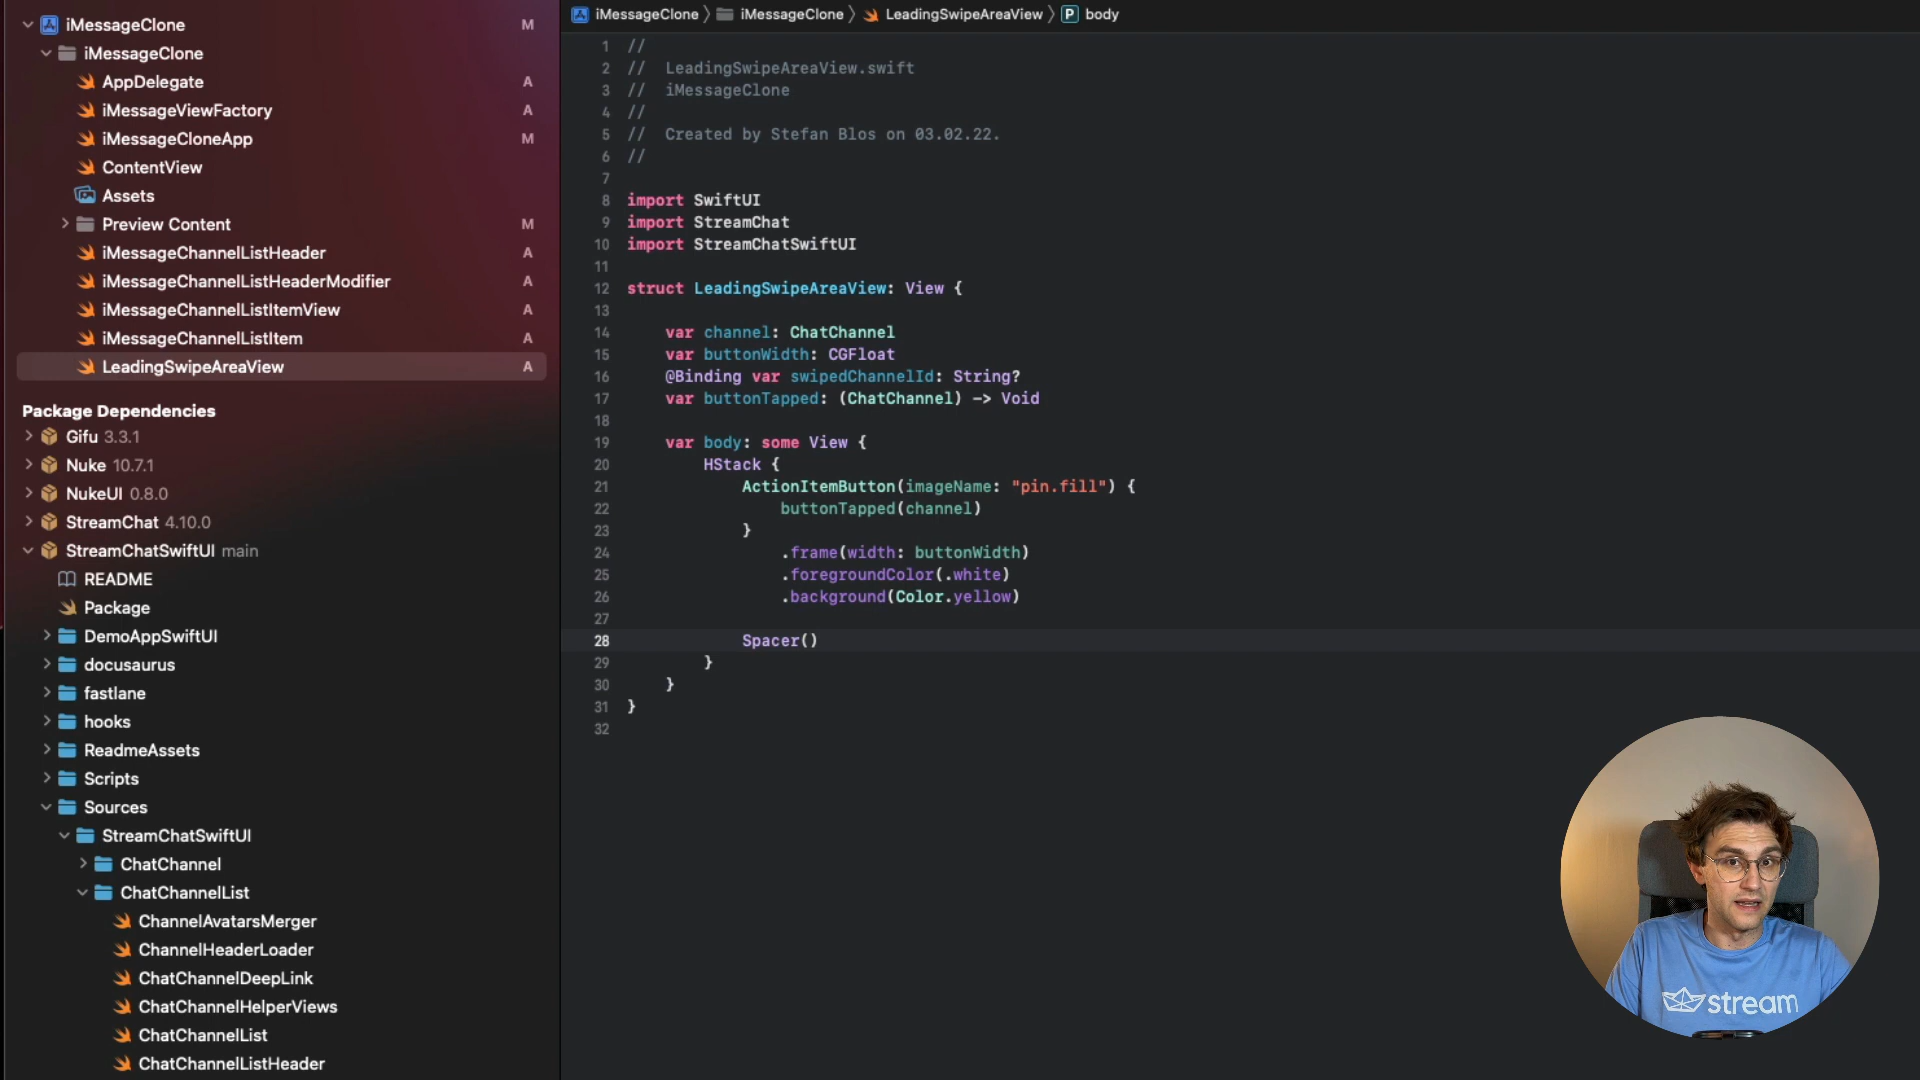 iMessageClone M
iMessageClone
AppDelegate A
iMessageViewFactory A
iMessageCloneApp M
ContentView
Assets
Preview Content M
iMessageChannelListHeader A
iMessageChannelListHeaderModifier A
iMessageChannelListItemView A
iMessageChannelListItem A
LeadingSwipeAreaView A
Package Dependencies
Gifu 3.3.1
Nuke 10.7.1
NukeUI 0.8.0
StreamChat 4.10.0
StreamChatSwiftUI main
README
Package
DemoAppSwiftUI
docusaurus
fastlane
hooks
ReadmeAssets
Scripts
Sources
StreamChatSwiftUI
ChatChannel
ChatChannelList
ChannelAvatarsMerger
ChannelHeaderLoader
ChatChannelDeepLink
ChatChannelHelperViews
ChatChannelList
ChatChannelListHeader
iMessageClone 〉 iMessageClone 〉 LeadingSwipeAreaView 〉 P body
1 //
2 //  LeadingSwipeAreaView.swift
3 //  iMessageClone
4 //
5 //  Created by Stefan Blos on 03.02.22.
6 //
7
8 import SwiftUI
9 import StreamChat
10 import StreamChatSwiftUI
11
12 struct LeadingSwipeAreaView: View {
13
14     var channel: ChatChannel
15     var buttonWidth: CGFloat
16     @Binding var swipedChannelId: String?
17     var buttonTapped: (ChatChannel) -> Void
18
19     var body: some View {
20         HStack {
21             ActionItemButton(imageName: "pin.fill") {
22                 buttonTapped(channel)
23             }
24                 .frame(width: buttonWidth)
25                 .foregroundColor(.white)
26                 .background(Color.yellow)
27
28             Spacer()
29         }
30     }
31 }
32
stream